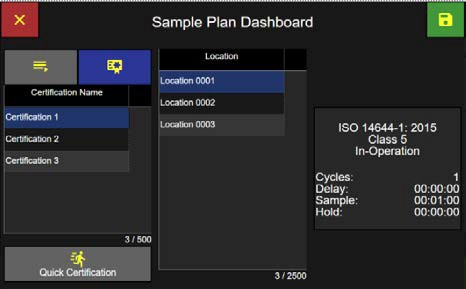 Sample Plan Dashboard
Certification Name
Certification 1
Certification 2
Certification 3
3 / 500
Quick Certification
Location
Location 0001
Location 0002
Location 0003
3 / 2500
ISO 14644-1: 2015
Class 5
In-Operation
Cycles: 1
Delay: 00:00:00
Sample: 00:01:00
Hold: 00:00:00